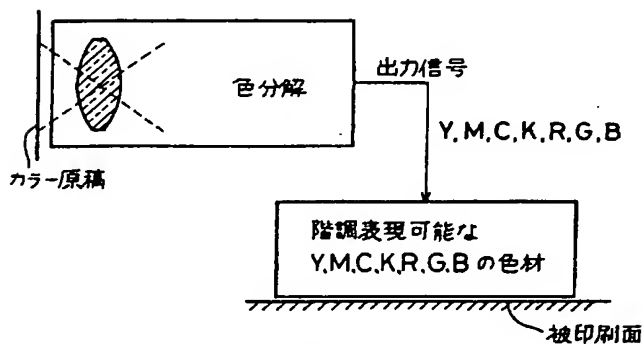 色分解
出力信号
Y,M,C,K,R,G,B
カラー原稿
階調表現可能な
Y,M,C,K,R,G,Bの色材
被印刷面